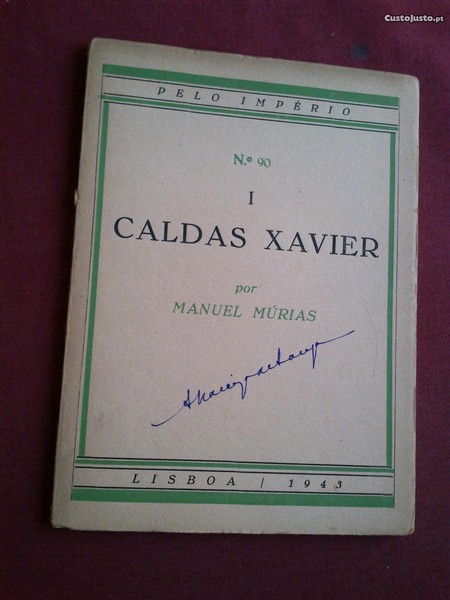 CustoJusto.pt
PELO IMPÉRIO
N.º 90
I
CALDAS XAVIER
por
MANUEL MÚRIAS
LISBOA / 1943